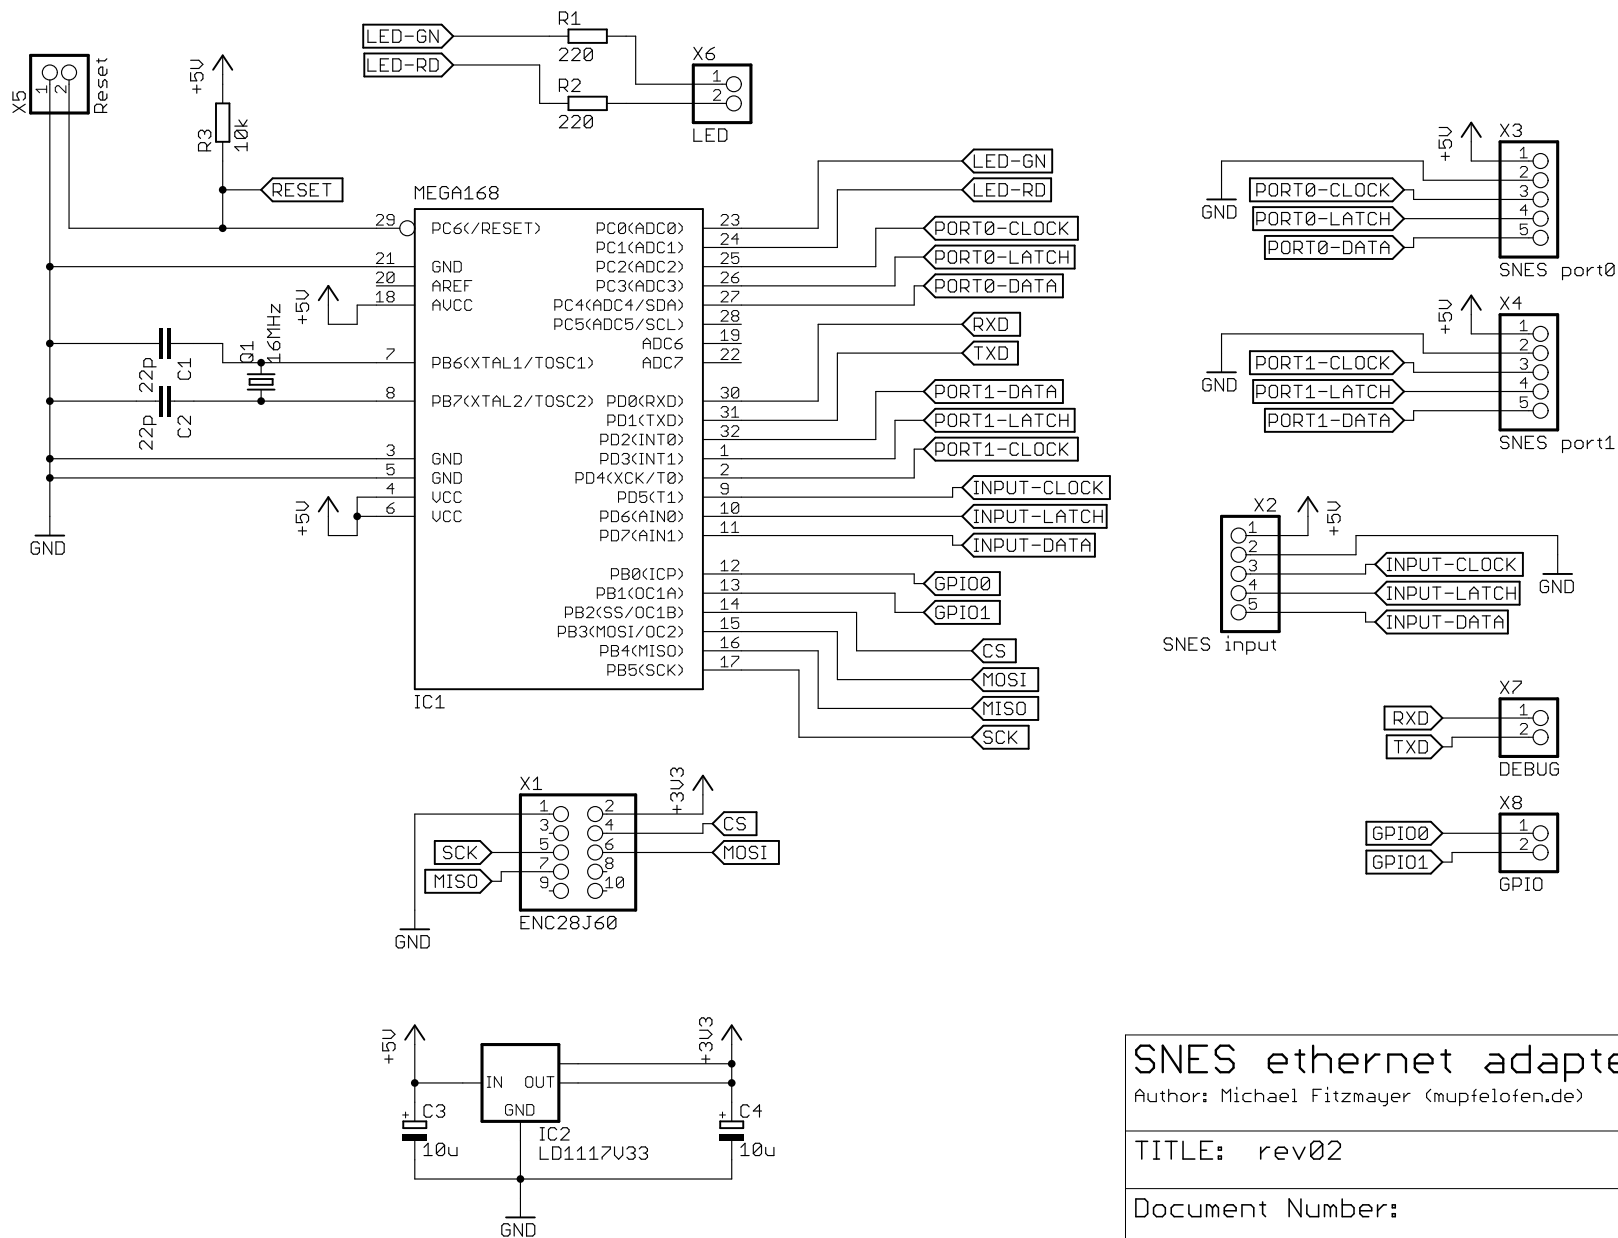 R1
LED-GN
220
LED-RD
R2
220
X6
1
2
LED
X5
1
2
Reset
+5V
R3
10k
RESET
MEGA168
IC1
29 PC6(/RESET)
21 GND
20 AREF
18 AVCC
+5V
7 PB6(XTAL1/TOSC1)
8 PB7(XTAL2/TOSC2)
3 GND
5 GND
4 VCC
6 VCC
+5V
22p C1
22p C2
Q1 16MHz
GND
PC0(ADC0) 23 LED-GN
PC1(ADC1) 24 LED-RD
PC2(ADC2) 25 PORT0-CLOCK
PC3(ADC3) 26 PORT0-LATCH
PC4(ADC4/SDA) 27 PORT0-DATA
PC5(ADC5/SCL) 28
ADC6 19
ADC7 22
PD0(RXD) 30 RXD
PD1(TXD) 31 TXD
PD2(INT0) 32 PORT1-DATA
PD3(INT1) 1 PORT1-LATCH
PD4(XCK/T0) 2 PORT1-CLOCK
PD5(T1) 9 INPUT-CLOCK
PD6(AIN0) 10 INPUT-LATCH
PD7(AIN1) 11 INPUT-DATA
PB0(ICP) 12 GPIO0
PB1(OC1A) 13 GPIO1
PB2(SS/OC1B) 14 CS
PB3(MOSI/OC2) 15 MOSI
PB4(MISO) 16 MISO
PB5(SCK) 17 SCK
X3
+5V 1
GND 2
PORT0-CLOCK 3
PORT0-LATCH 4
PORT0-DATA 5
SNES port0
X4
+5V 1
GND 2
PORT1-CLOCK 3
PORT1-LATCH 4
PORT1-DATA 5
SNES port1
X2
1 +5V
2 GND
3 INPUT-CLOCK
4 INPUT-LATCH
5 INPUT-DATA
SNES input
X7
RXD 1
TXD 2
DEBUG
X8
GPIO0 1
GPIO1 2
GPIO
X1
+3V3
1 2
3 4 CS
SCK 5 6 MOSI
7 8
MISO 9 10
ENC28J60
GND
+5V
+3V3
IN OUT
GND
C3
10u
C4
10u
IC2
LD1117V33
GND
SNES ethernet adapte
Author: Michael Fitzmayer (mupfelofen.de)
TITLE: rev02
Document Number: